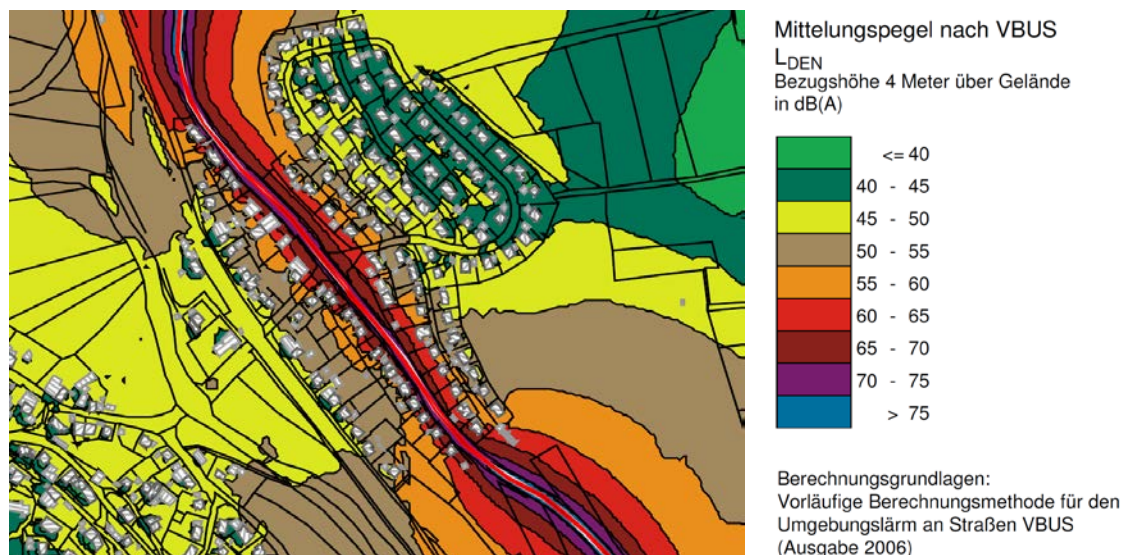 Mittelungspegel nach VBUS
LDEN
Bezugshöhe 4 Meter über Gelände
in dB(A)
<= 40
40 - 45
45 - 50
50 - 55
55 - 60
60 - 65
65 - 70
70 - 75
> 75
Berechnungsgrundlagen:
Vorläufige Berechnungsmethode für den
Umgebungslärm an Straßen VBUS
(Ausgabe 2006)